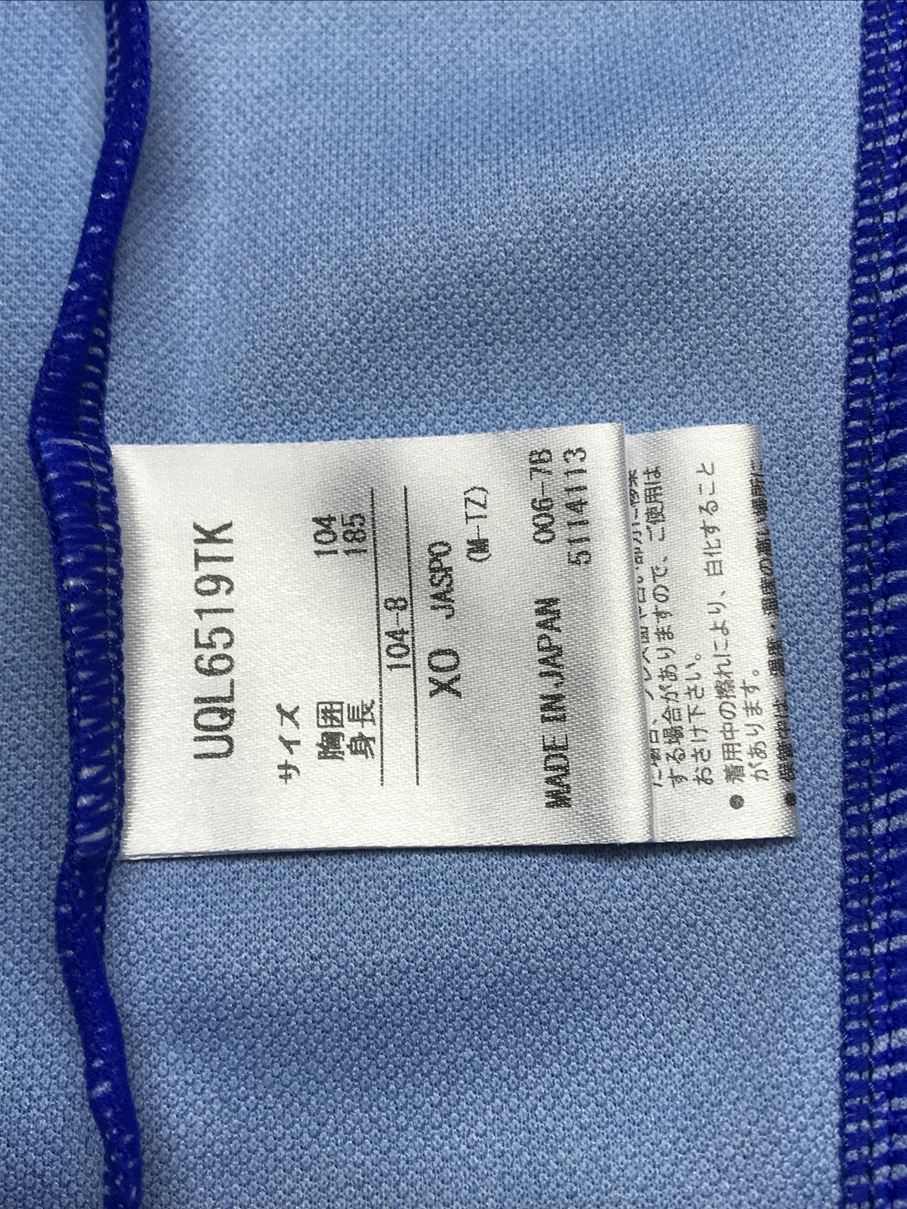 UQL6519TK
サイズ
胸囲 104
身長 185
104-8
XO JASPO
(M-TZ)
MADE IN JAPAN 006-7B
5114113
する場合がありますので、ご使用は
おさけ下さい。
●着用中の擦れにより、白化すること
があります。